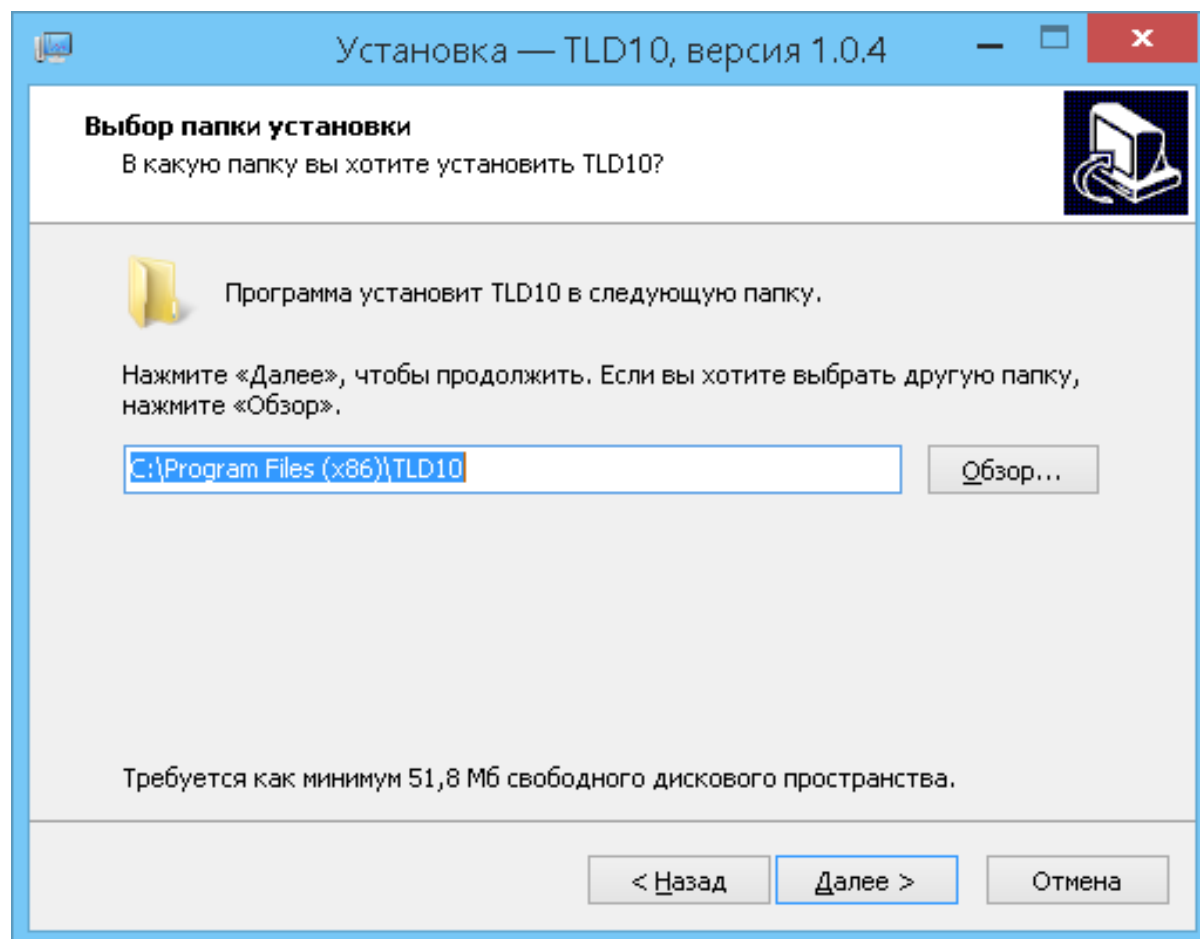 Установка — TLD10, версия 1.0.4
Выбор папки установки
В какую папку вы хотите установить TLD10?
Программа установит TLD10 в следующую папку.
Нажмите «Далее», чтобы продолжить. Если вы хотите выбрать другую папку,
нажмите «Обзор».
C:\Program Files (x86)\TLD10
Обзор...
Требуется как минимум 51,8 Мб свободного дискового пространства.
< Назад
Далее >
Отмена